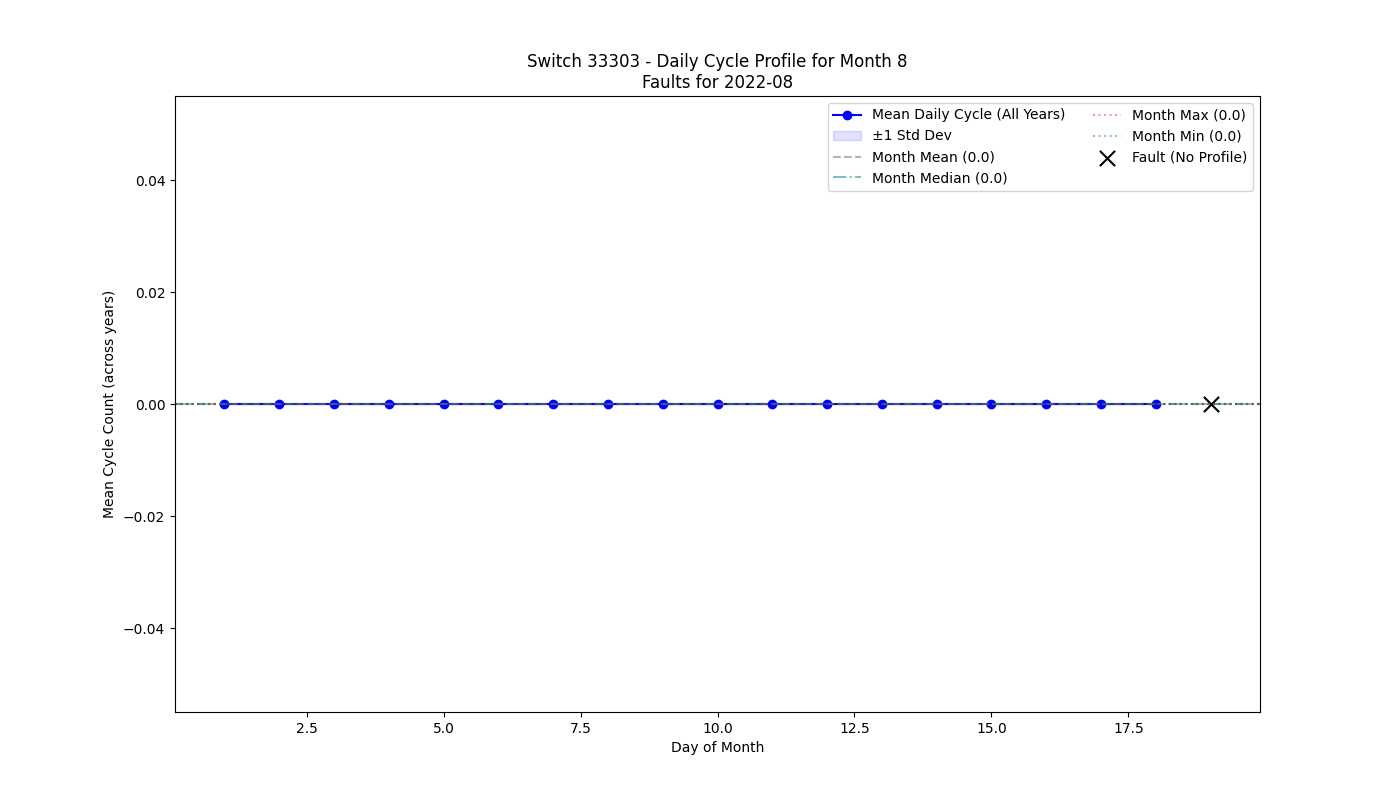 Switch 33303 - Daily Cycle Profile for Month 8
Faults for 2022-08
Mean Daily Cycle (All Years)
±1 Std Dev
Month Mean (0.0)
Month Median (0.0)
Month Max (0.0)
Month Min (0.0)
Fault (No Profile)
Mean Cycle Count (across years)
0.04
0.02
0.00
−0.02
−0.04
2.5
5.0
7.5
10.0
12.5
15.0
17.5
Day of Month